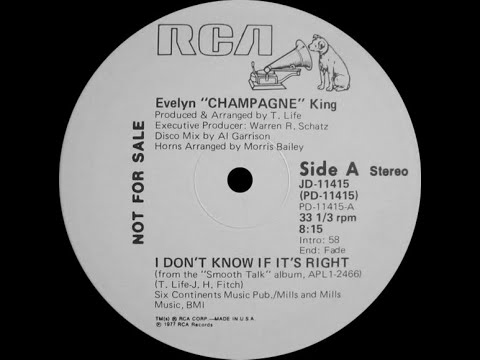 RCA
Evelyn "CHAMPAGNE" King
Produced & Arranged by T. Life
Executive Producer: Warren R. Schatz
Disco Mix by Al Garrison
Horns Arranged by Morris Bailey
NOT FOR SALE
Side A Stereo
JD-11415
(PD-11415)
PD-11415-A
33 1/3 rpm
8:15
Intro: 58
End: Fade
I DON'T KNOW IF IT'S RIGHT
(from the "Smooth Talk" album, APL1-2466)
(T. Life-J. H. Fitch)
Six Continents Music Pub./Mills and Mills
Music, BMI
TM(s) ® RCA CORP.—MADE IN U.S.A.
℗ 1977 RCA Records